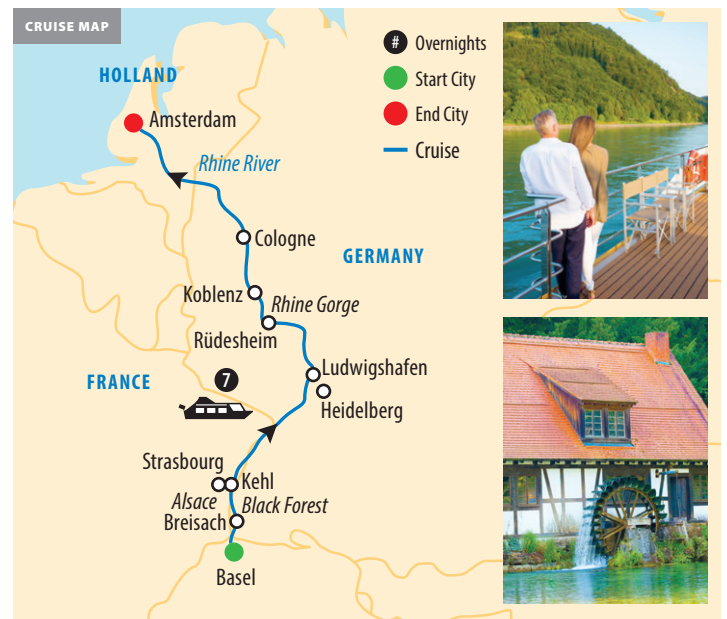 CRUISE MAP
# Overnights
Start City
End City
Cruise
HOLLAND
Amsterdam
Rhine River
Cologne
GERMANY
Koblenz
Rhine Gorge
Rüdesheim
Ludwigshafen
FRANCE
7
Heidelberg
Strasbourg
Kehl
Alsace
Black Forest
Breisach
Basel